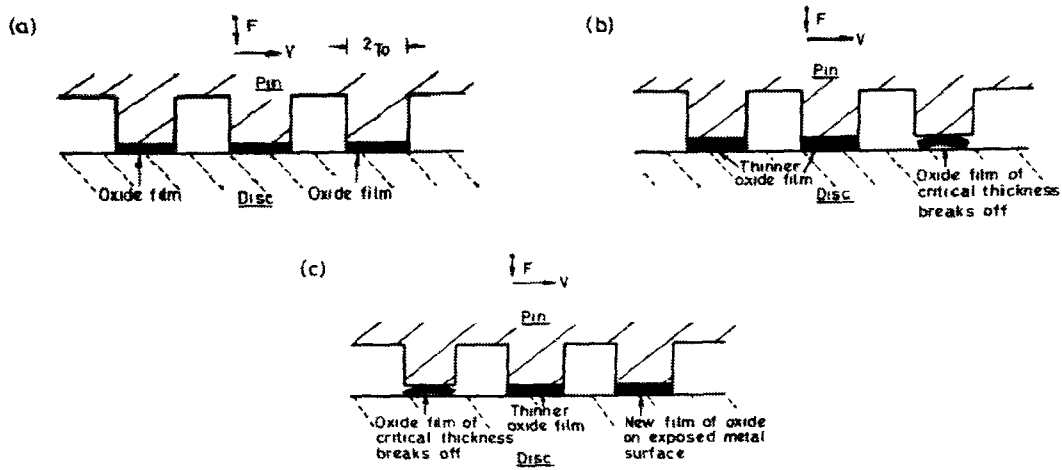 (a)
F
V
2To
Pin
Oxide film
Disc
Oxide film
(b)
F
V
Pin
Thinner
oxide film
Disc
Oxide film of
critical thickness
breaks off
(c)
F
V
Pin
Oxide film of
critical thickness
breaks off
Thinner
oxide film
Disc
New film of oxide
on exposed metal
surface